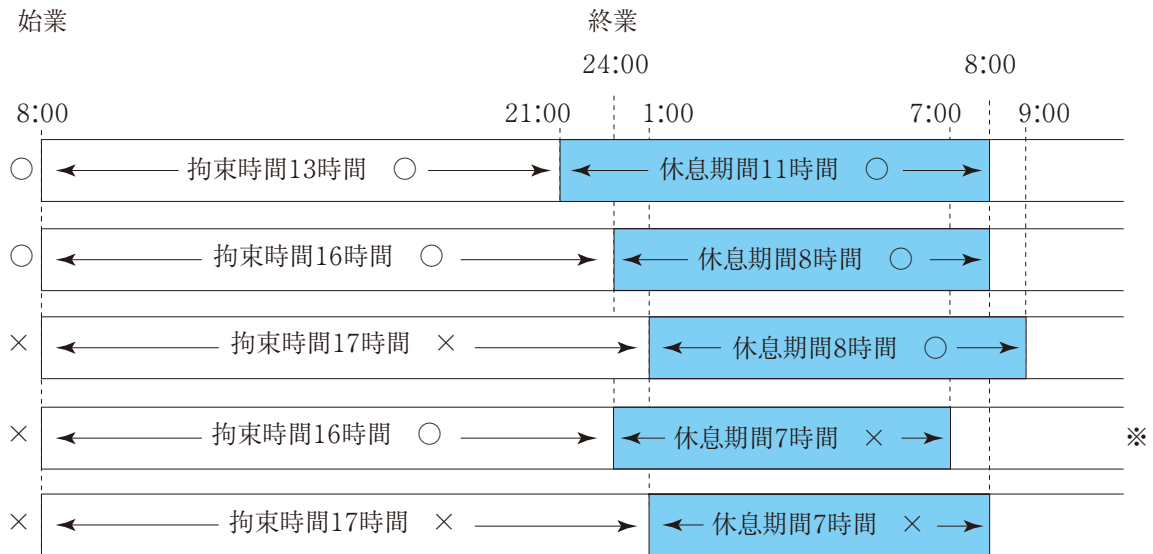 始業 終業
24:00 8:00
8:00 21:00 1:00 7:00 9:00
○ 拘束時間13時間 ○ 休息期間11時間 ○
○ 拘束時間16時間 ○ 休息期間8時間 ○
× 拘束時間17時間 × 休息期間8時間 ○
× 拘束時間16時間 ○ 休息期間7時間 × ※
× 拘束時間17時間 × 休息期間7時間 ×